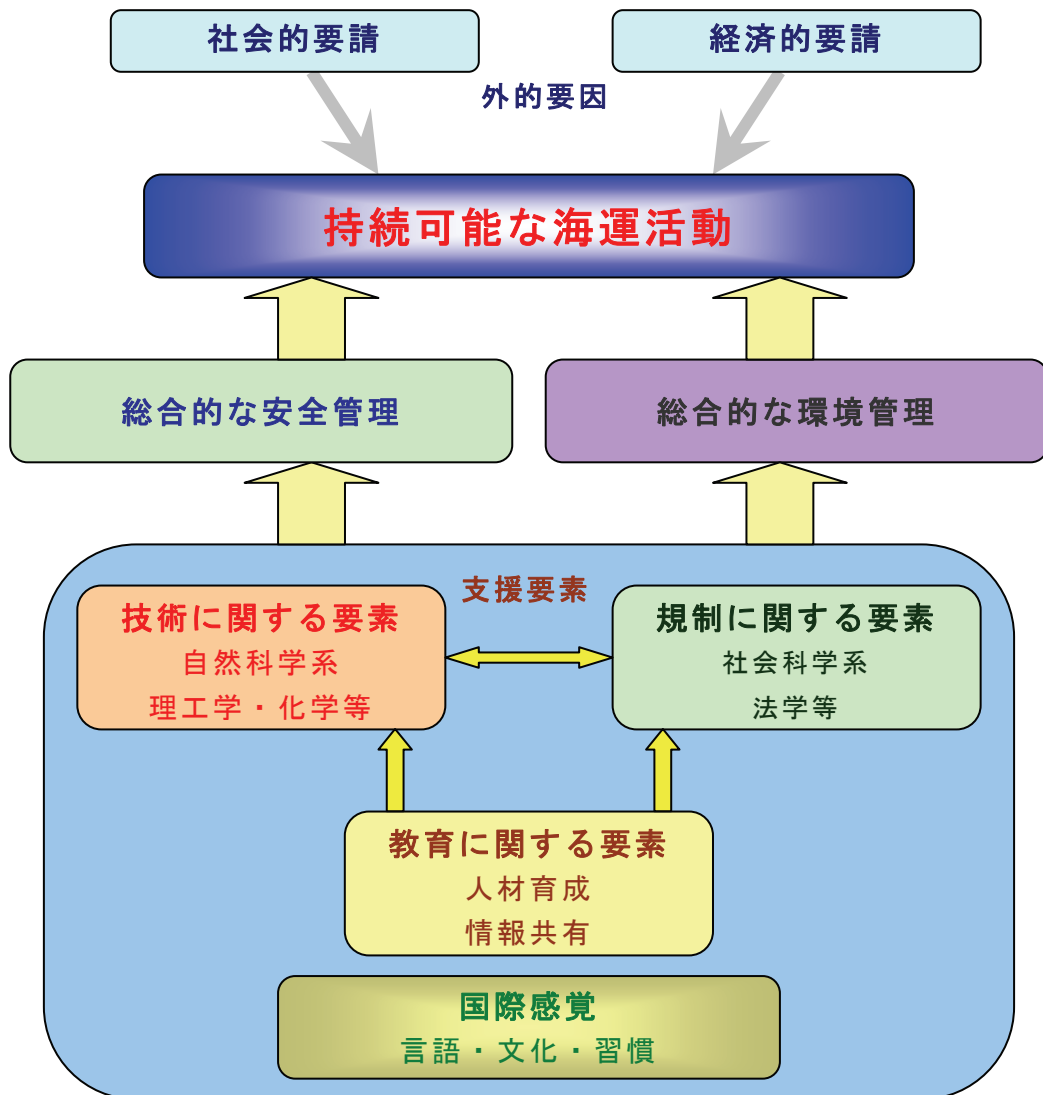 社会的要請
経済的要請
外的要因
持続可能な海運活動
総合的な安全管理
総合的な環境管理
支援要素
技術に関する要素
自然科学系
理工学・化学等
規制に関する要素
社会科学系
法学等
教育に関する要素
人材育成
情報共有
国際感覚
言語・文化・習慣